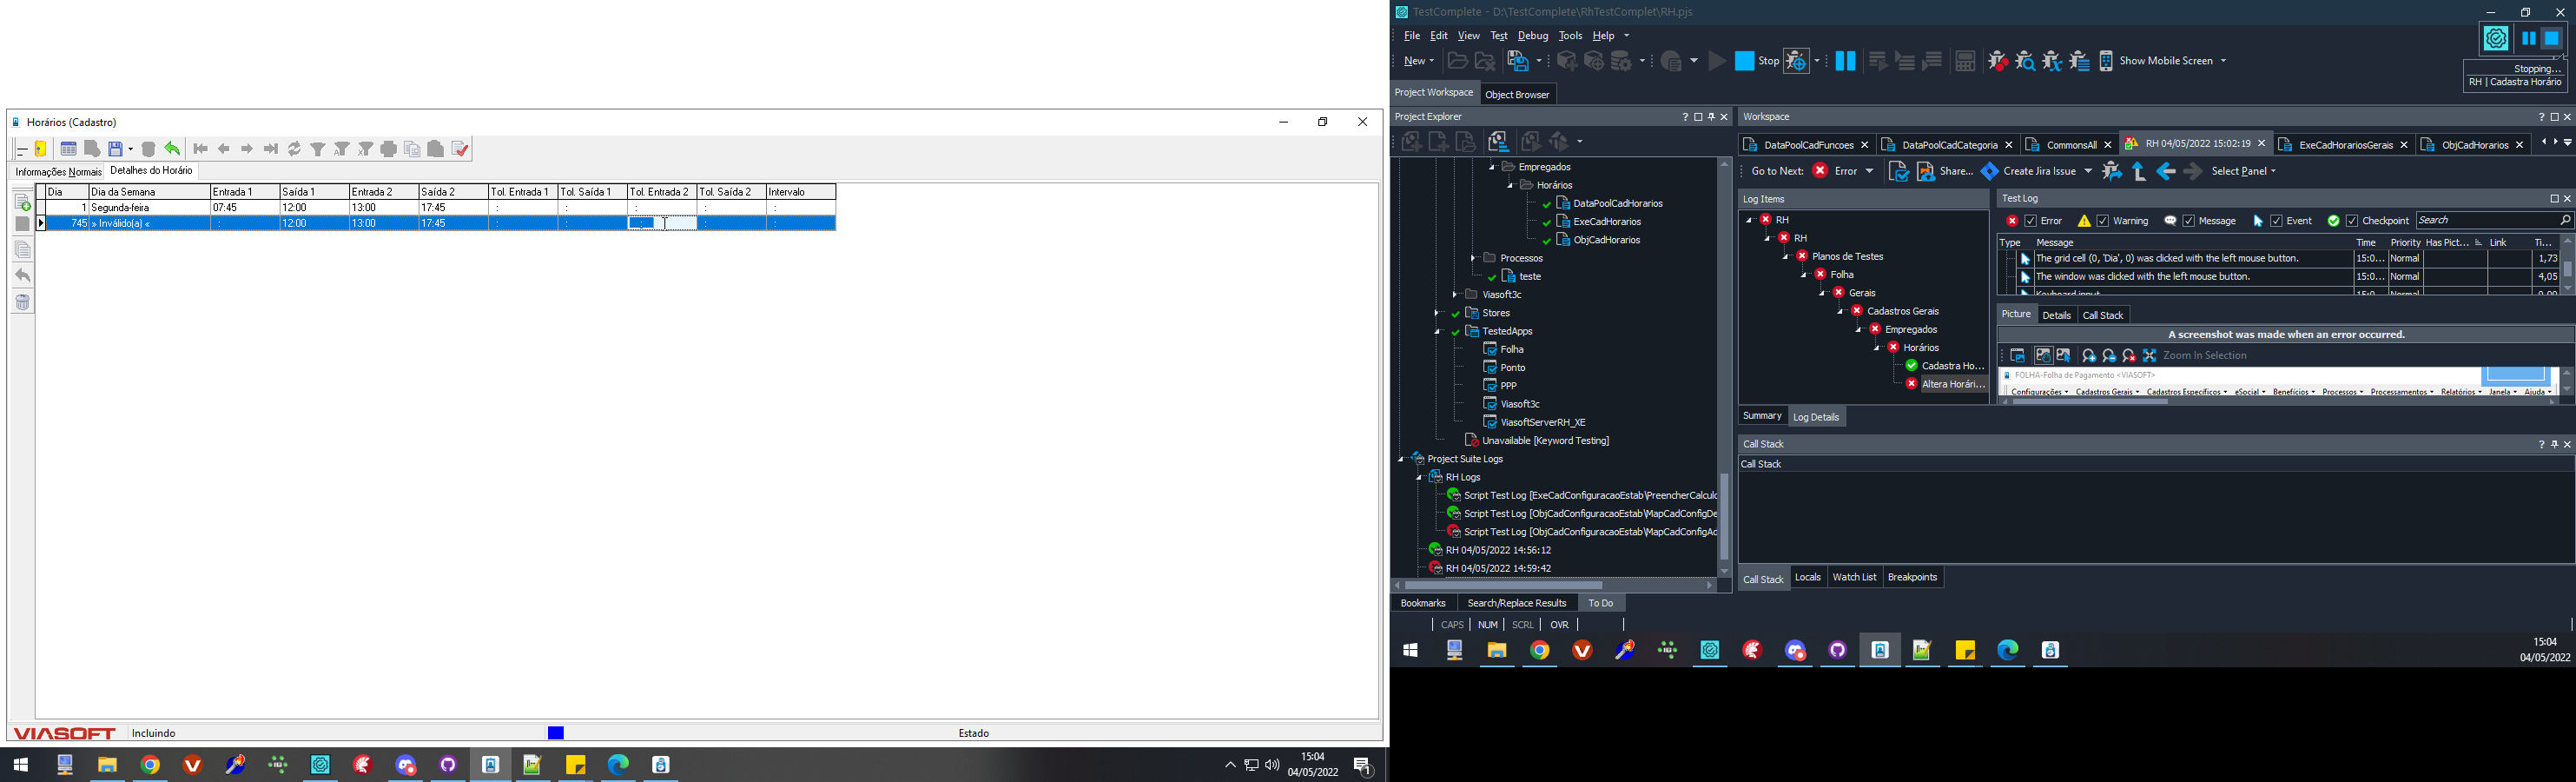 Horários (Cadastro)
Informações Normais
Detalhes do Horário
Dia Dia da Semana Entrada 1 Saída 1 Entrada 2 Saída 2 Tol. Entrada 1 Tol. Saída 1 Tol. Entrada 2 Tol. Saída 2 Intervalo
1 Segunda-feira 07:45 12:00 13:00 17:45 : : : : :
745 » Inválido(a) « : 12:00 13:00 17:45 : : : : :
VIASOFT Incluindo Estado
15:04
04/05/2022
1
TestComplete - D:\TestComplete\RhTestComplet\RH.pjs
File Edit View Test Debug Tools Help
New Stop Show Mobile Screen
Stopping...
RH | Cadastra Horário
Project Workspace Object Browser
Project Explorer
Empregados
Horários
DataPoolCadHorarios
ExeCadHorarios
ObjCadHorarios
Processos
teste
Viasoft3c
Stores
TestedApps
Folha
Ponto
PPP
Viasoft3c
ViasoftServerRH_XE
Unavailable [Keyword Testing]
Project Suite Logs
RH Logs
Script Test Log [ExeCadConfiguracaoEstab\PreencherCalculc
Script Test Log [ObjCadConfiguracaoEstab\MapCadConfigDe
Script Test Log [ObjCadConfiguracaoEstab\MapCadConfigAc
RH 04/05/2022 14:56:12
RH 04/05/2022 14:59:42
Bookmarks Search/Replace Results To Do
CAPS NUM SCRL OVR
Workspace
DataPoolCadFuncoes DataPoolCadCategoria CommonsAll RH 04/05/2022 15:02:19 ExeCadHorariosGerais ObjCadHorarios
Go to Next: Error Share... Create Jira Issue Select Panel
Log Items
RH
RH
Planos de Testes
Folha
Gerais
Cadastros Gerais
Empregados
Horários
Cadastra Ho...
Altera Horári...
Summary Log Details
Test Log
Error Warning Message Event Checkpoint Search
Type Message Time Priority Has Pict... Link Ti...
The grid cell (0, 'Dia', 0) was clicked with the left mouse button. 15:0... Normal 1,73
The window was clicked with the left mouse button. 15:0... Normal 4,05
Keyboard input. 15:0... Normal 0,00
Picture Details Call Stack
A screenshot was made when an error occurred.
Zoom In Selection
FOLHA-Folha de Pagamento <VIASOFT>
Configurações Cadastros Gerais Cadastros Específicos eSocial Benefícios Processos Processamentos Relatórios Janela Ajuda
Call Stack
Call Stack
Call Stack Locals Watch List Breakpoints
15:04
04/05/2022